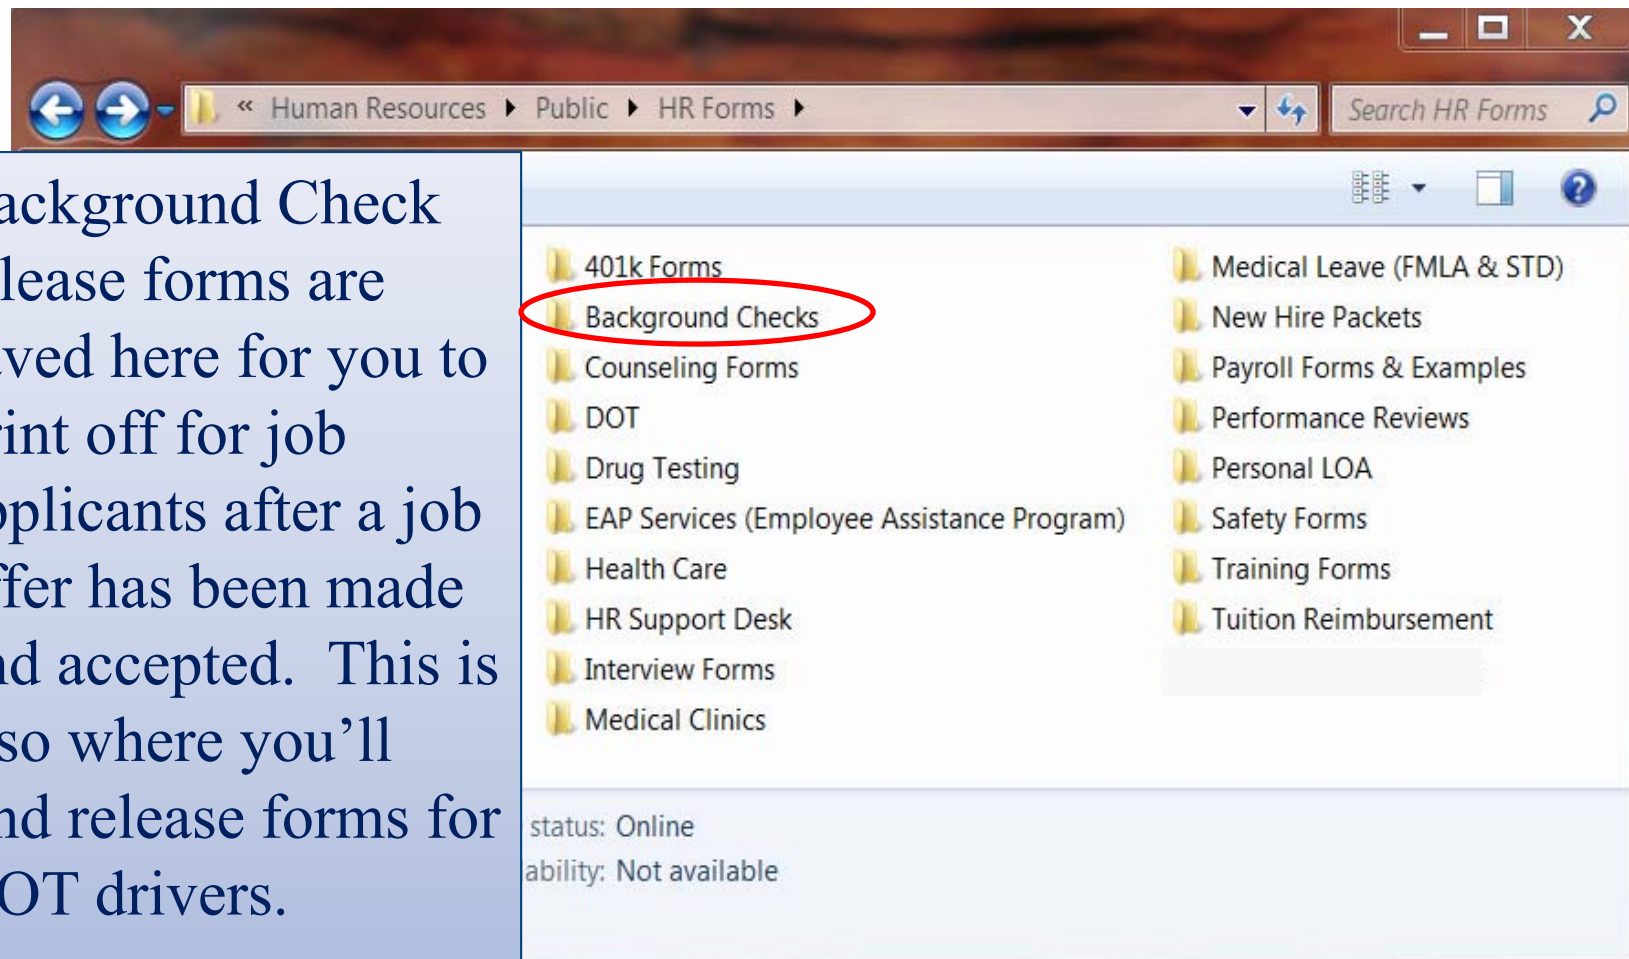 « Human Resources ▶ Public ▶ HR Forms ▶
Search HR Forms
ackground Check
lease forms are
ved here for you to
rint off for job
pplicants after a job
ffer has been made
nd accepted.  This is
so where you’ll
nd release forms for
OT drivers.
401k Forms
Background Checks
Counseling Forms
DOT
Drug Testing
EAP Services (Employee Assistance Program)
Health Care
HR Support Desk
Interview Forms
Medical Clinics
Medical Leave (FMLA & STD)
New Hire Packets
Payroll Forms & Examples
Performance Reviews
Personal LOA
Safety Forms
Training Forms
Tuition Reimbursement
status: Online
ability: Not available